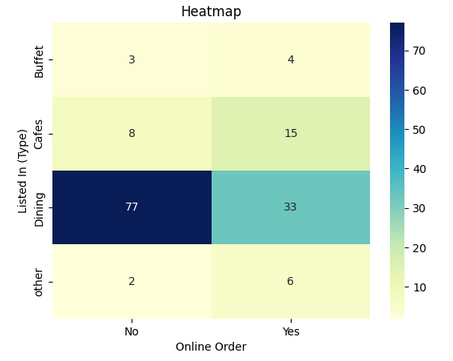 Heatmap
Listed In (Type)
Buffet
3
4
Cafes
8
15
Dining
77
33
other
2
6
No
Yes
Online Order
70
60
50
40
30
20
10